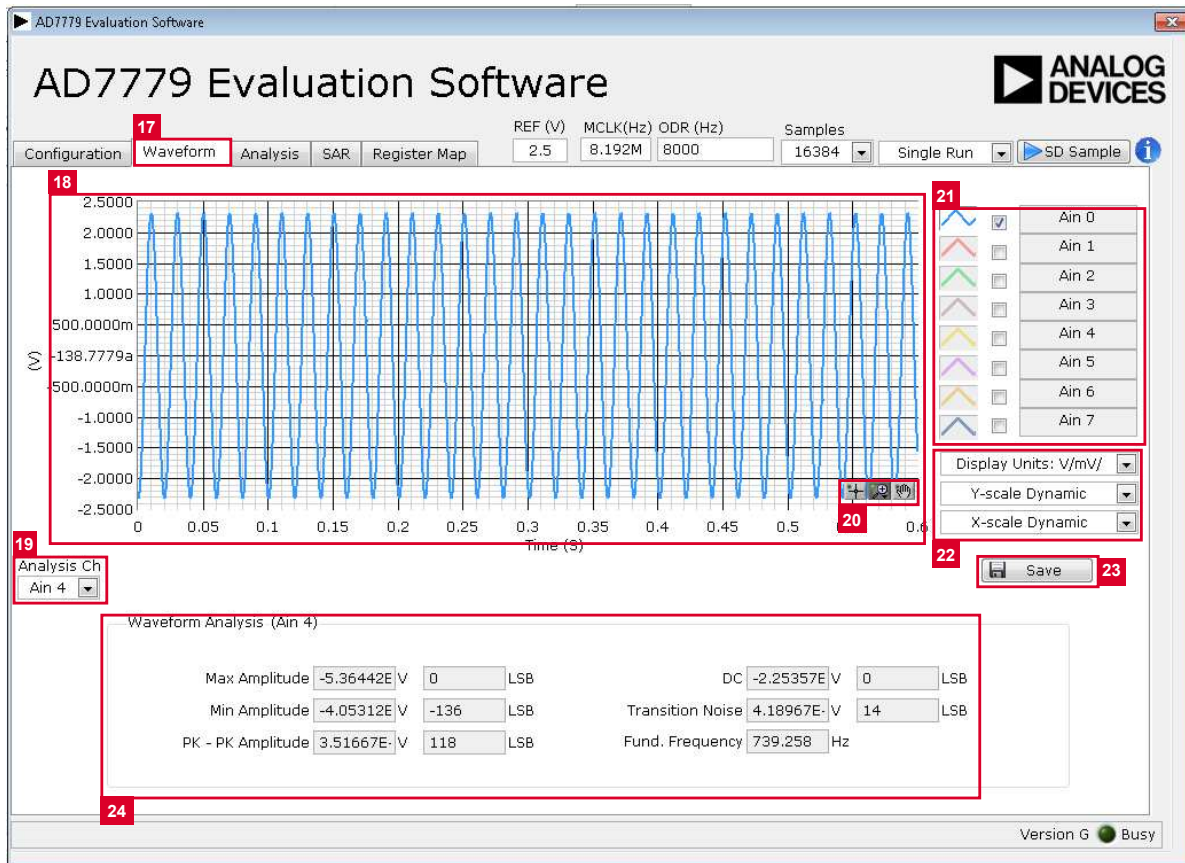 AD7779 Evaluation Software
AD7779 Evaluation Software
ANALOG
DEVICES
17
REF (V) MCLK(Hz) ODR (Hz) Samples
Configuration Waveform Analysis SAR Register Map 2.5 8.192M 8000 16384 Single Run SD Sample i
18
21
2.5000
2.0000
1.5000
1.0000
500.0000m
-138.7779a
-500.0000m
-1.0000
-1.5000
-2.0000
-2.5000
(V)
0 0.05 0.1 0.15 0.2 0.25 0.3 0.35 0.4 0.45 0.5 0.6
Time (S)
20
Ain 0
Ain 1
Ain 2
Ain 3
Ain 4
Ain 5
Ain 6
Ain 7
Display Units: V/mV/
Y-scale Dynamic
X-scale Dynamic
22
19
Analysis Ch
Ain 4
Save 23
Waveform Analysis (Ain 4)
Max Amplitude -5.36442E V 0 LSB
Min Amplitude -4.05312E V -136 LSB
PK - PK Amplitude 3.51667E- V 118 LSB
DC -2.25357E V 0 LSB
Transition Noise 4.18967E- V 14 LSB
Fund. Frequency 739.258 Hz
24
Version G Busy